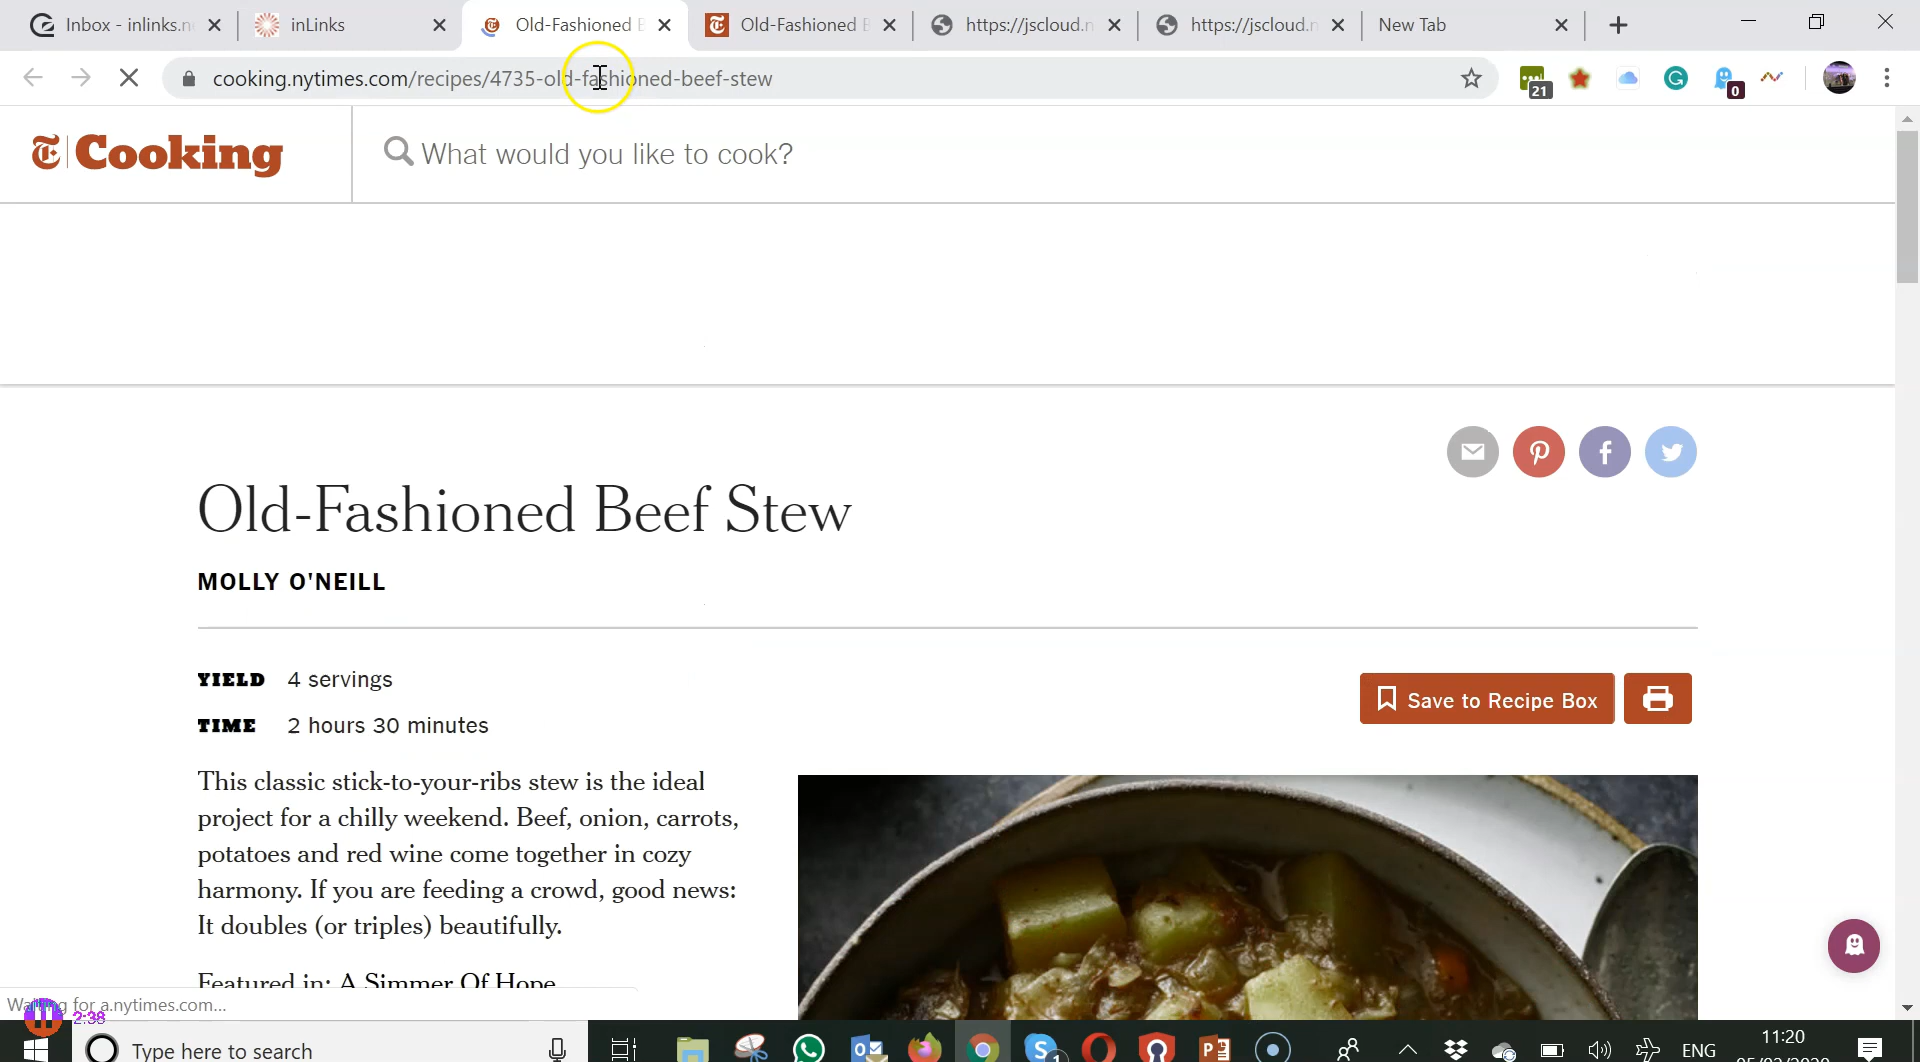 Inbox - inlinks.n
inLinks
Old-Fashioned B
Old-Fashioned B
https://jscloud.n
https://jscloud.n
New Tab
cooking.nytimes.com/recipes/4735-old-fashioned-beef-stew
21
0
Cooking
What would you like to cook?
Old-Fashioned Beef Stew
MOLLY O'NEILL
YIELD 4 servings
TIME 2 hours 30 minutes
Save to Recipe Box
This classic stick-to-your-ribs stew is the ideal
project for a chilly weekend. Beef, onion, carrots,
potatoes and red wine come together in cozy
harmony. If you are feeding a crowd, good news:
It doubles (or triples) beautifully.
Featured in: A Simmer Of Hope
Waiting for a.nytimes.com...
2:38
Type here to search
1
ENG
11:20